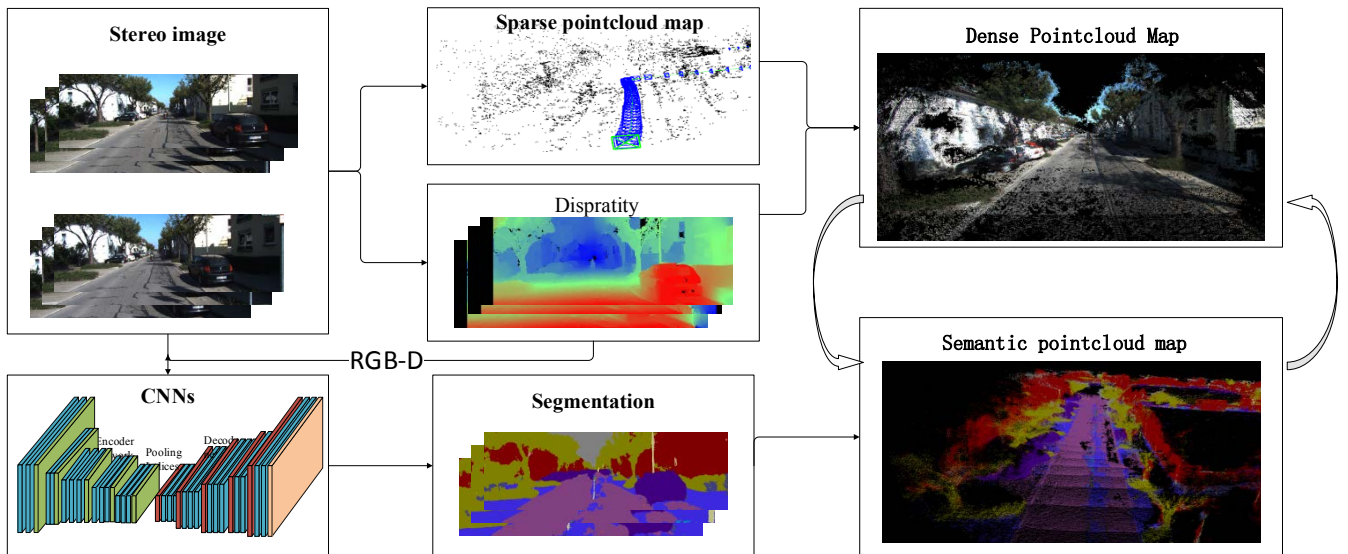 Stereo image
Sparse pointcloud map
Dense Pointcloud Map
Dispratity
RGB-D
Semantic pointcloud map
CNNs
Segmentation
Encoder
Pooling